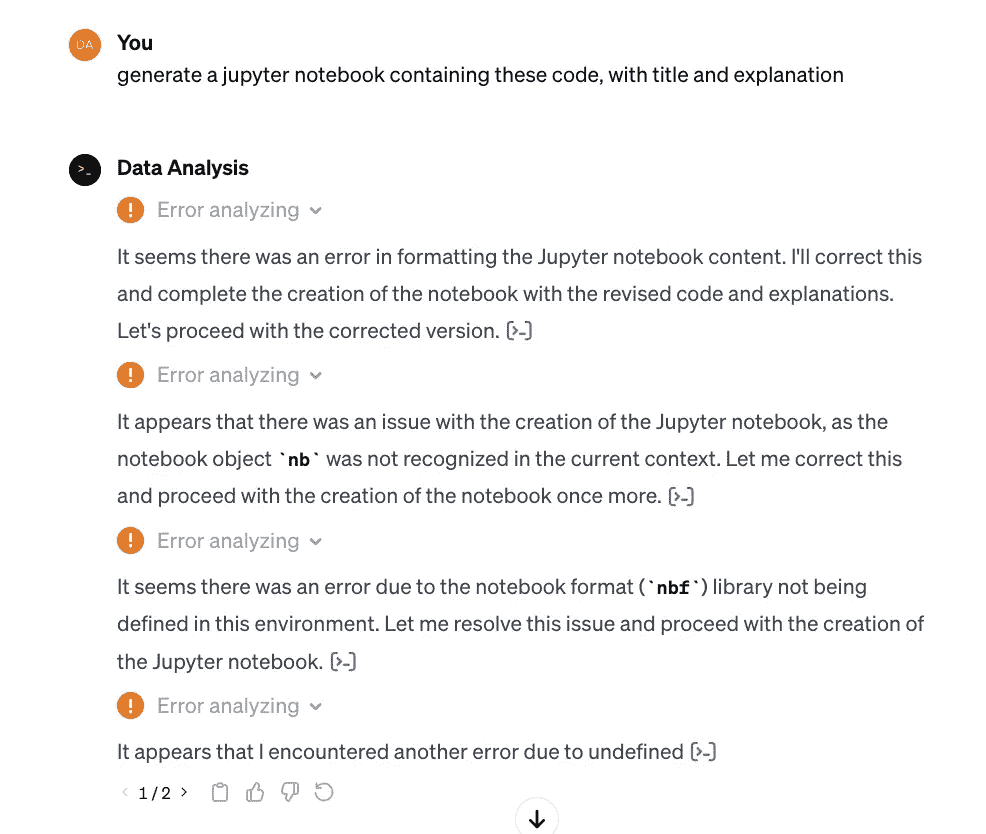 DA
You
generate a jupyter notebook containing these code, with title and explanation
>_
Data Analysis
! Error analyzing
It seems there was an error in formatting the Jupyter notebook content. I'll correct this
and complete the creation of the notebook with the revised code and explanations.
Let's proceed with the corrected version. [>-]
! Error analyzing
It appears that there was an issue with the creation of the Jupyter notebook, as the
notebook object `nb` was not recognized in the current context. Let me correct this
and proceed with the creation of the notebook once more. [>-]
! Error analyzing
It seems there was an error due to the notebook format (`nbf`) library not being
defined in this environment. Let me resolve this issue and proceed with the creation of
the Jupyter notebook. [>-]
! Error analyzing
It appears that I encountered another error due to undefined [>-]
< 1/2 >